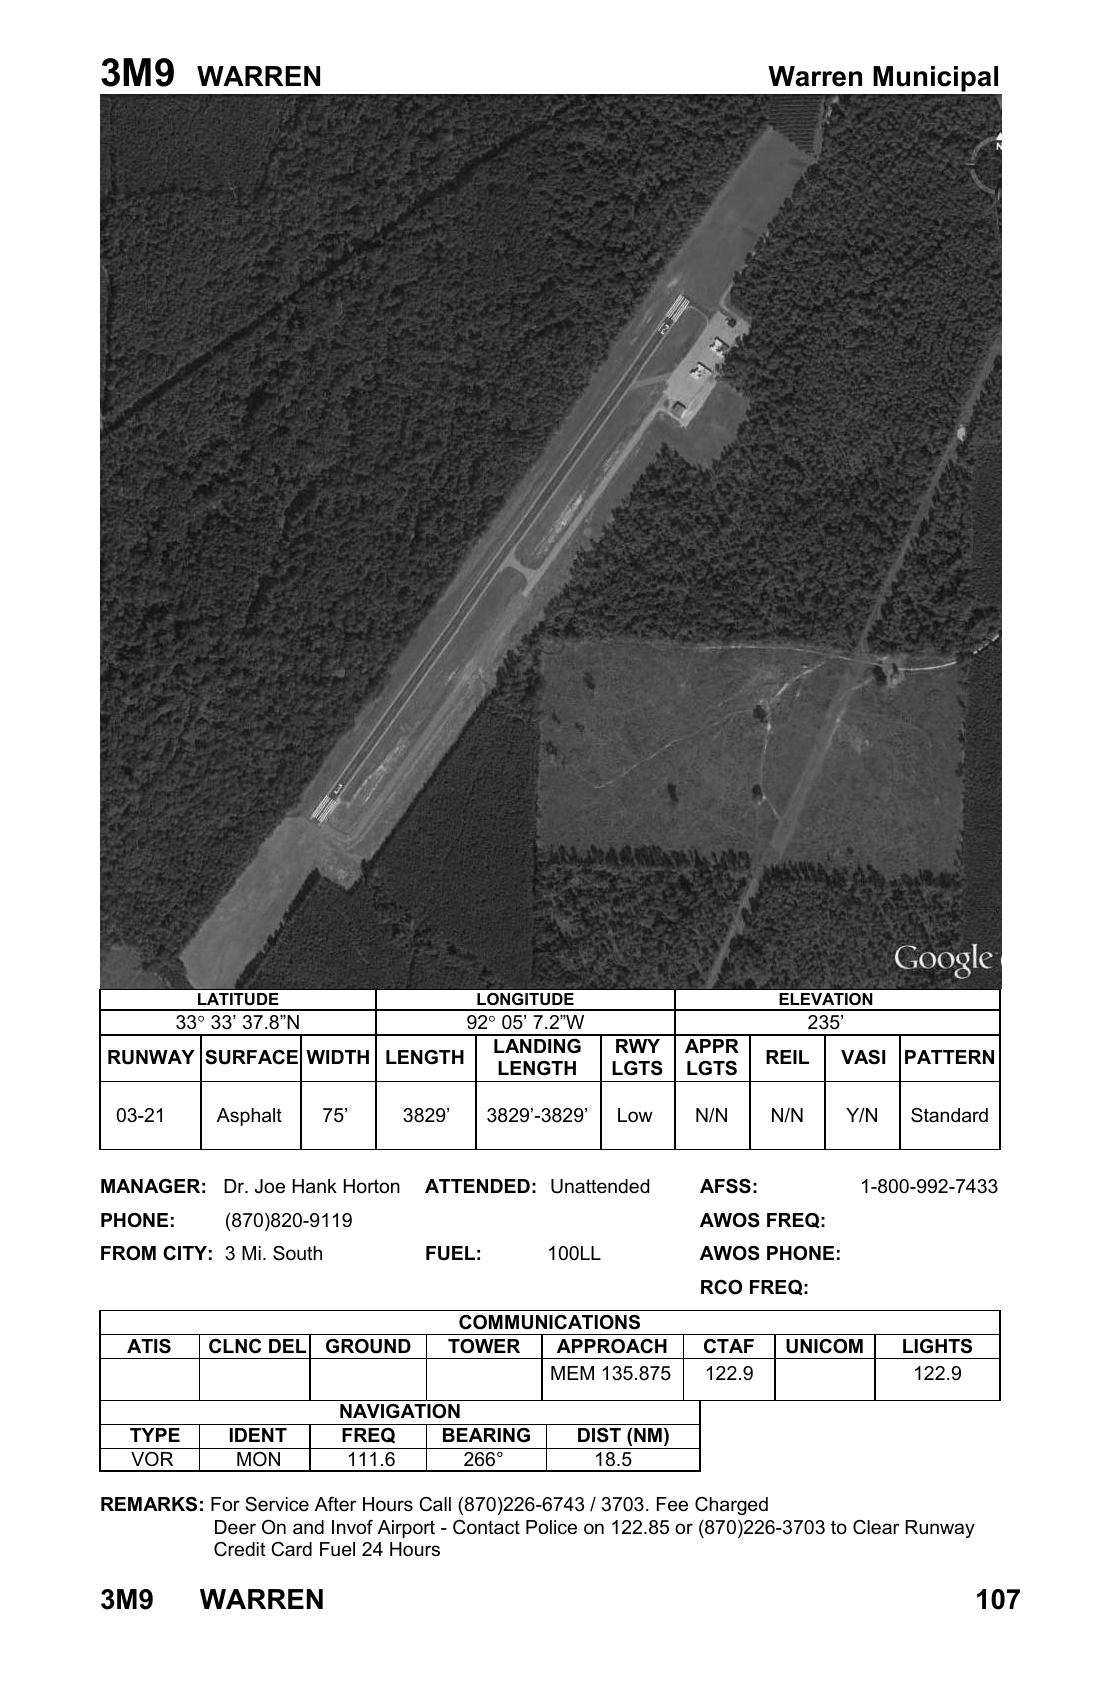 3M9 WARREN Warren Municipal
N
Google
LATITUDE LONGITUDE ELEVATION
33° 33’ 37.8”N 92° 05’ 7.2”W 235’
RUNWAY SURFACE WIDTH LENGTH LANDING LENGTH RWY LGTS APPR LGTS REIL VASI PATTERN
03-21 Asphalt 75’ 3829’ 3829’-3829’ Low N/N N/N Y/N Standard
MANAGER: Dr. Joe Hank Horton ATTENDED: Unattended AFSS: 1-800-992-7433
PHONE: (870)820-9119 AWOS FREQ:
FROM CITY: 3 Mi. South FUEL: 100LL AWOS PHONE:
RCO FREQ:
COMMUNICATIONS
ATIS CLNC DEL GROUND TOWER APPROACH CTAF UNICOM LIGHTS
MEM 135.875 122.9 122.9
NAVIGATION
TYPE IDENT FREQ BEARING DIST (NM)
VOR MON 111.6 266° 18.5
REMARKS: For Service After Hours Call (870)226-6743 / 3703. Fee Charged
Deer On and Invof Airport - Contact Police on 122.85 or (870)226-3703 to Clear Runway
Credit Card Fuel 24 Hours
3M9 WARREN 107